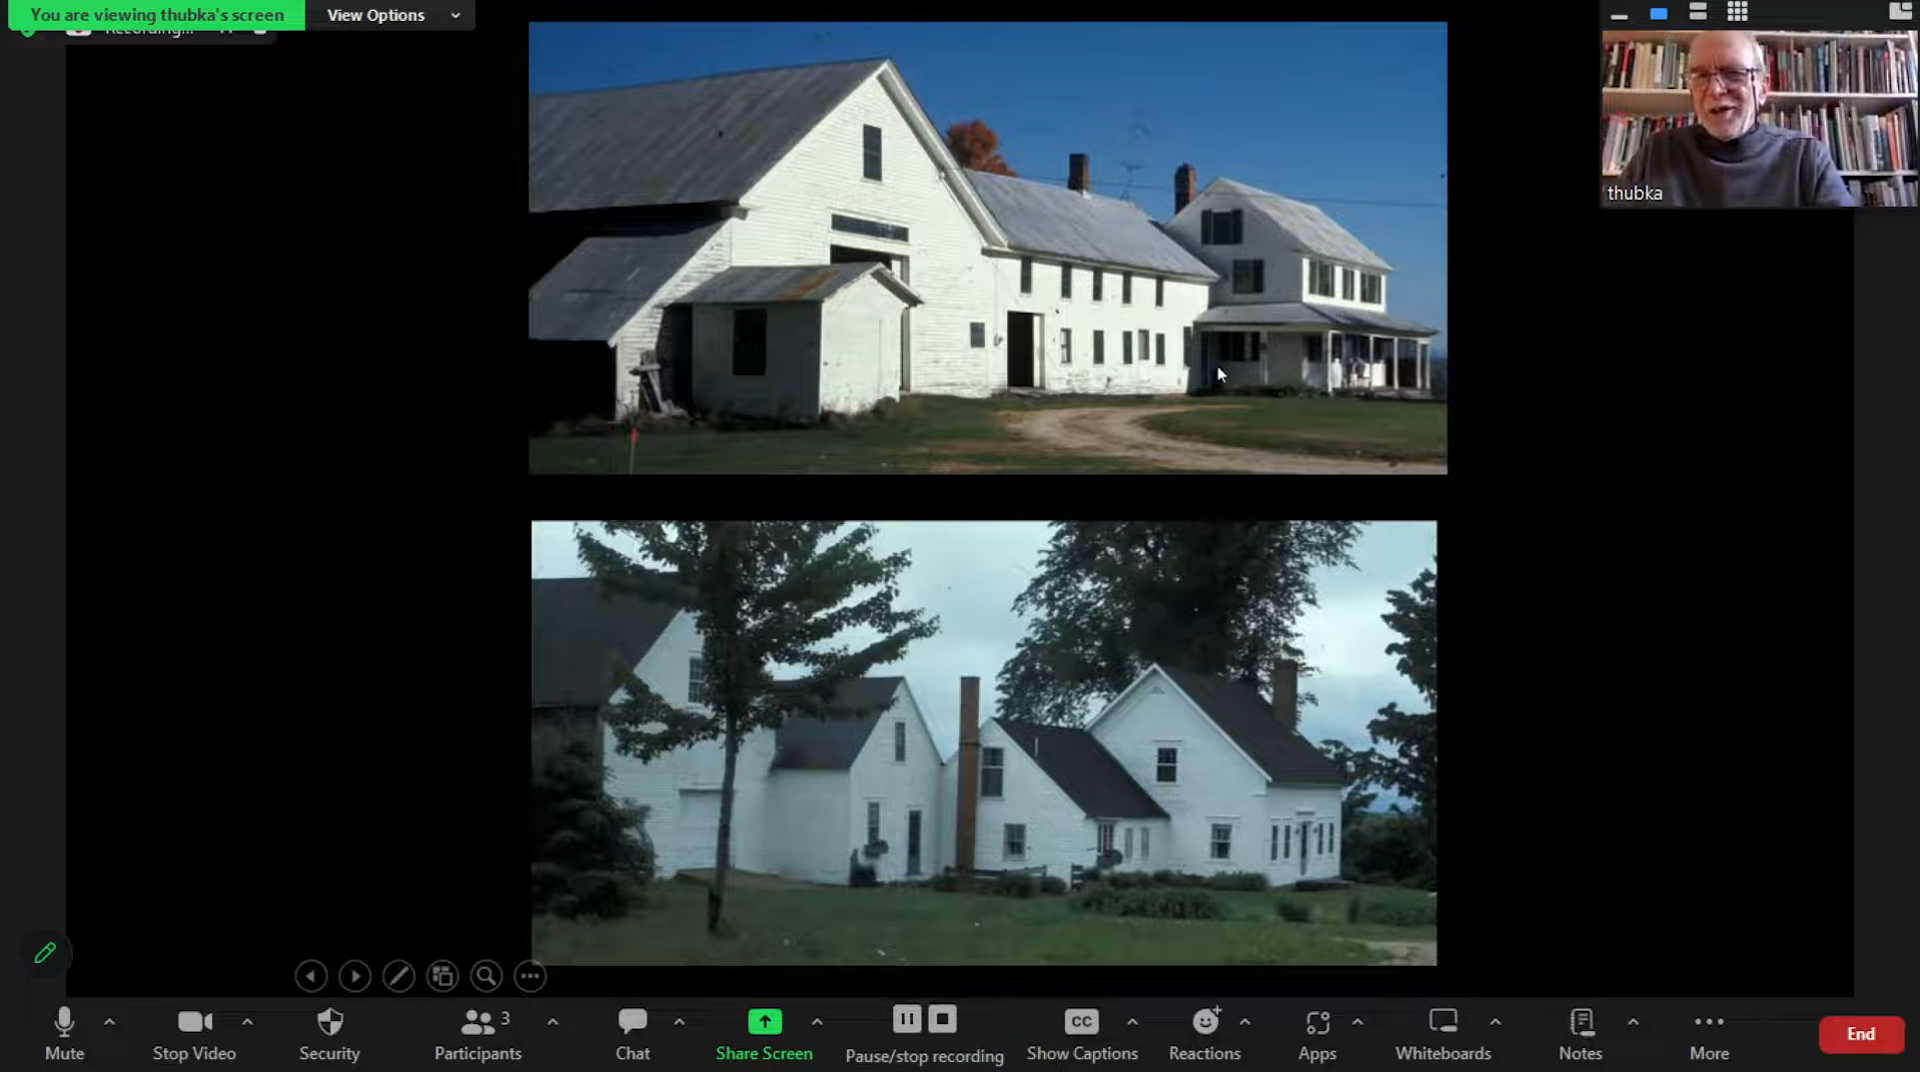 You are viewing thubka's screen
View Options
Recording...
thubka
Mute
Stop Video
Security
Participants
3
Chat
Share Screen
Pause/stop recording
CC
Show Captions
Reactions
Apps
Whiteboards
Notes
More
End